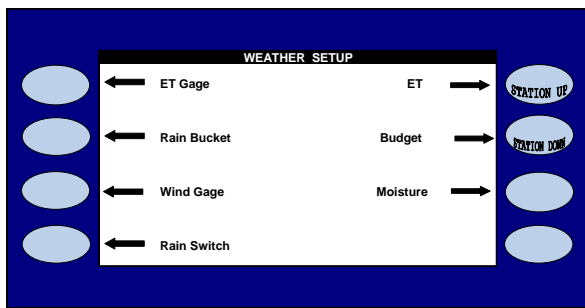 WEATHER SETUP
ET Gage ET STATION UP
Rain Bucket Budget STATION DOWN
Wind Gage Moisture
Rain Switch